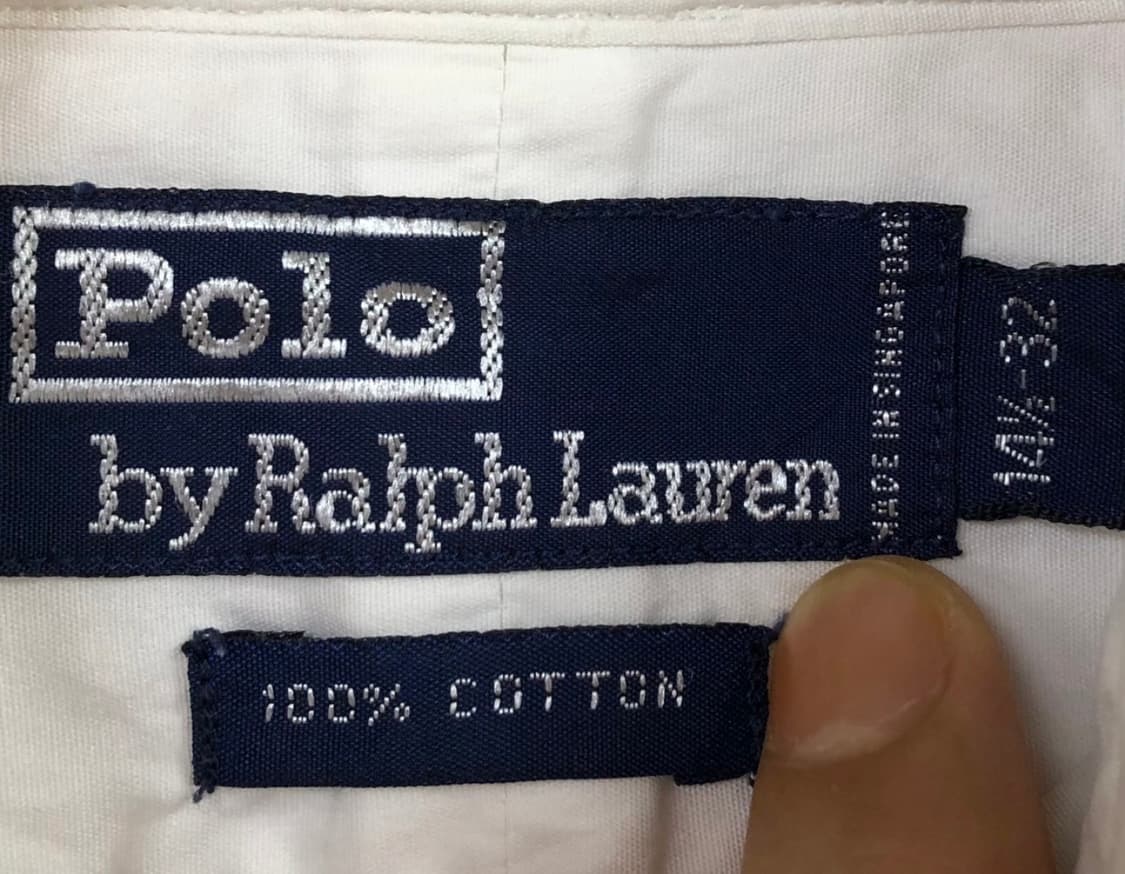 Polo
by Ralph Lauren
MADE IN SINGAPORE
14½-32
100% COTTON